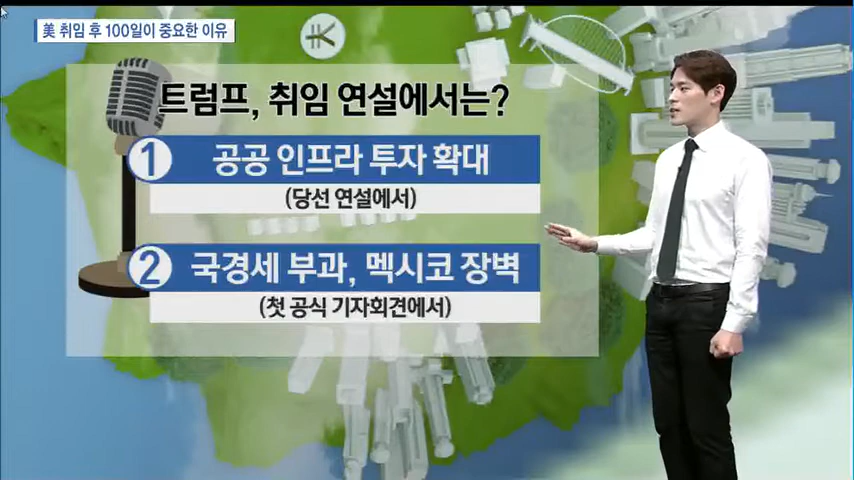 美 취임 후 100일이 중요한 이유
트럼프, 취임 연설에서는?
1 공공 인프라 투자 확대
(당선 연설에서)
2 국경세 부과, 멕시코 장벽
(첫 공식 기자회견에서)